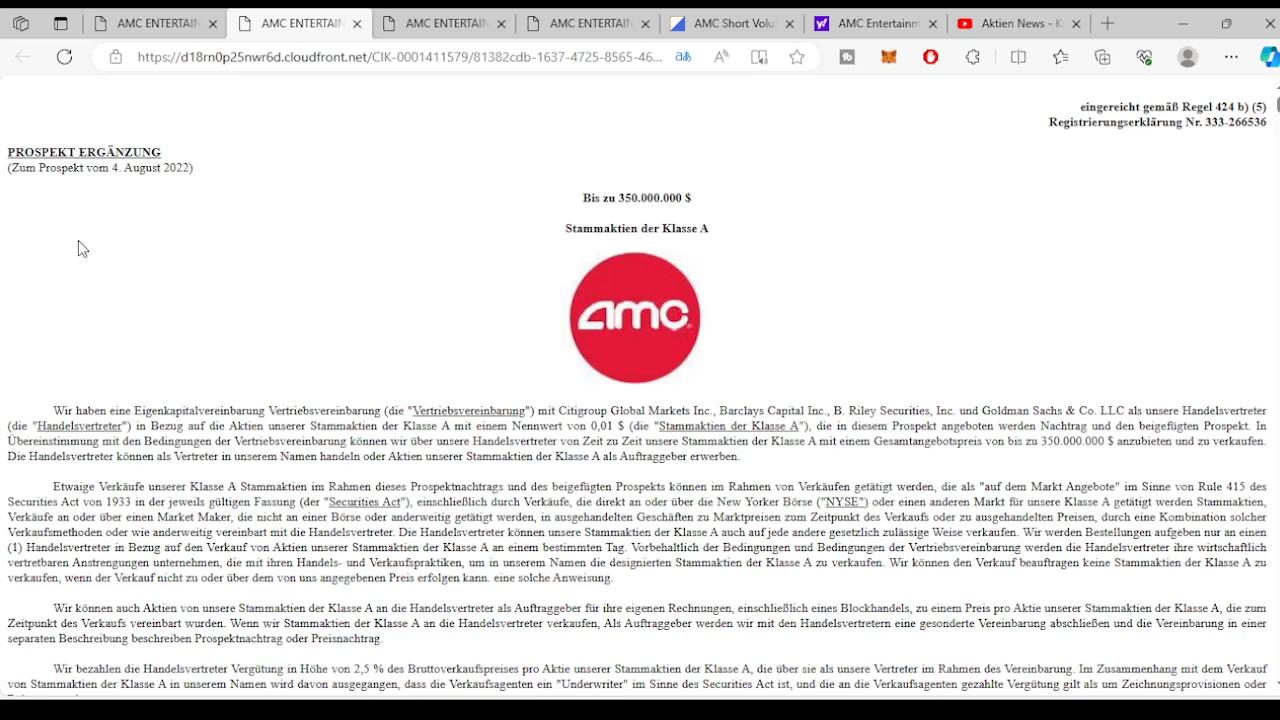 AMC ENTERTAIN
AMC ENTERTAIN
AMC ENTERTAIN
AMC ENTERTAIN
AMC Short Volu
AMC Entertainm
Aktien News - K
https://d18rn0p25nwr6d.cloudfront.net/CIK-0001411579/81382cdb-1637-4725-8565-46...
eingereicht gemäß Regel 424 b) (5)
Registrierungserklärung Nr. 333-266536
PROSPEKT ERGÄNZUNG
(Zum Prospekt vom 4. August 2022)
Bis zu 350.000.000 $
Stammaktien der Klasse A
amc
Wir haben eine Eigenkapitalvereinbarung Vertriebsvereinbarung (die "Vertriebsvereinbarung") mit Citigroup Global Markets Inc., Barclays Capital Inc., B. Riley Securities, Inc. und Goldman Sachs & Co. LLC als unsere Handelsvertreter
(die "Handelsvertreter") in Bezug auf die Aktien unserer Stammaktien der Klasse A mit einem Nennwert von 0,01 $ (die "Stammaktien der Klasse A"), die in diesem Prospekt angeboten werden Nachtrag und den beigefügten Prospekt. In
Übereinstimmung mit den Bedingungen der Vertriebsvereinbarung können wir über unsere Handelsvertreter von Zeit zu Zeit unsere Stammaktien der Klasse A mit einem Gesamtangebotspreis von bis zu 350.000.000 $ anzubieten und zu verkaufen.
Die Handelsvertreter können als Vertreter in unserem Namen handeln oder Aktien unserer Stammaktien der Klasse A als Auftraggeber erwerben.
Etwaige Verkäufe unserer Klasse A Stammaktien im Rahmen dieses Prospektnachtrags und des beigefügten Prospekts können im Rahmen von Verkäufen getätigt werden, die als "auf dem Markt Angebote" im Sinne von Rule 415 des
Securities Act von 1933 in der jeweils gültigen Fassung (der "Securities Act"), einschließlich durch Verkäufe, die direkt an oder über die New Yorker Börse ("NYSE") oder einen anderen Markt für unsere Klasse A getätigt werden Stammaktien,
Verkäufe an oder über einen Market Maker, die nicht an einer Börse oder anderweitig getätigt werden, in ausgehandelten Geschäften zu Marktpreisen zum Zeitpunkt des Verkaufs oder zu ausgehandelten Preisen, durch eine Kombination solcher
Verkaufsmethoden oder wie anderweitig vereinbart mit die Handelsvertreter. Die Handelsvertreter können unsere Stammaktien der Klasse A auch auf jede andere gesetzlich zulässige Weise verkaufen. Wir werden Bestellungen aufgeben nur an einen
(1) Handelsvertreter in Bezug auf den Verkauf von Aktien unserer Stammaktien der Klasse A an einem bestimmten Tag. Vorbehaltlich der Bedingungen und Bedingungen der Vertriebsvereinbarung werden die Handelsvertreter ihre wirtschaftlich
vertretbaren Anstrengungen unternehmen, die mit ihren Handels- und Verkaufspraktiken, um in unserem Namen die designierten Stammaktien der Klasse A zu verkaufen. Wir können den Verkauf beauftragen keine Stammaktien der Klasse A zu
verkaufen, wenn der Verkauf nicht zu oder über dem von uns angegebenen Preis erfolgen kann. eine solche Anweisung.
Wir können auch Aktien von unsere Stammaktien der Klasse A an die Handelsvertreter als Auftraggeber für ihre eigenen Rechnungen, einschließlich eines Blockhandels, zu einem Preis pro Aktie unserer Stammaktien der Klasse A, die zum
Zeitpunkt des Verkaufs vereinbart wurden. Wenn wir Stammaktien der Klasse A an die Handelsvertreter verkaufen, Als Auftraggeber werden wir mit den Handelsvertretern eine gesonderte Vereinbarung abschließen und die Vereinbarung in einer
separaten Beschreibung beschreiben Prospektnachtrag oder Preisnachtrag.
Wir bezahlen die Handelsvertreter Vergütung in Höhe von 2,5 % des Bruttoverkaufspreises pro Aktie unserer Stammaktien der Klasse A, die über sie als unsere Vertreter im Rahmen des Vereinbarung. Im Zusammenhang mit dem Verkauf
von Stammaktien der Klasse A in unserem Namen wird davon ausgegangen, dass die Verkaufsagenten ein "Underwriter" im Sinne des Securities Act ist, und die an die Verkaufsagenten gezahlte Vergütung gilt als um Zeichnungsprovisionen oder